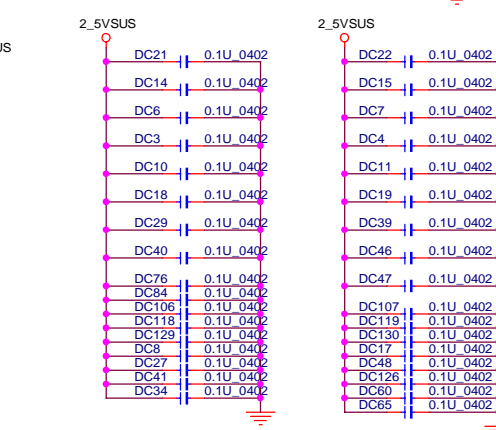 2_5VSUS 2_5VSUS
US
DC21 0.1U_0402 DC22 0.1U_0402
DC14 0.1U_0402 DC15 0.1U_0402
DC6 0.1U_0402 DC7 0.1U_0402
DC3 0.1U_0402 DC4 0.1U_0402
DC10 0.1U_0402 DC11 0.1U_0402
DC18 0.1U_0402 DC19 0.1U_0402
DC29 0.1U_0402 DC39 0.1U_0402
DC40 0.1U_0402 DC46 0.1U_0402
DC76 0.1U_0402 DC47 0.1U_0402
DC84 0.1U_0402
DC106 0.1U_0402 DC107 0.1U_0402
DC118 0.1U_0402 DC119 0.1U_0402
DC129 0.1U_0402 DC130 0.1U_0402
DC8 0.1U_0402 DC17 0.1U_0402
DC27 0.1U_0402 DC48 0.1U_0402
DC41 0.1U_0402 DC126 0.1U_0402
DC34 0.1U_0402 DC60 0.1U_0402
DC65 0.1U_0402